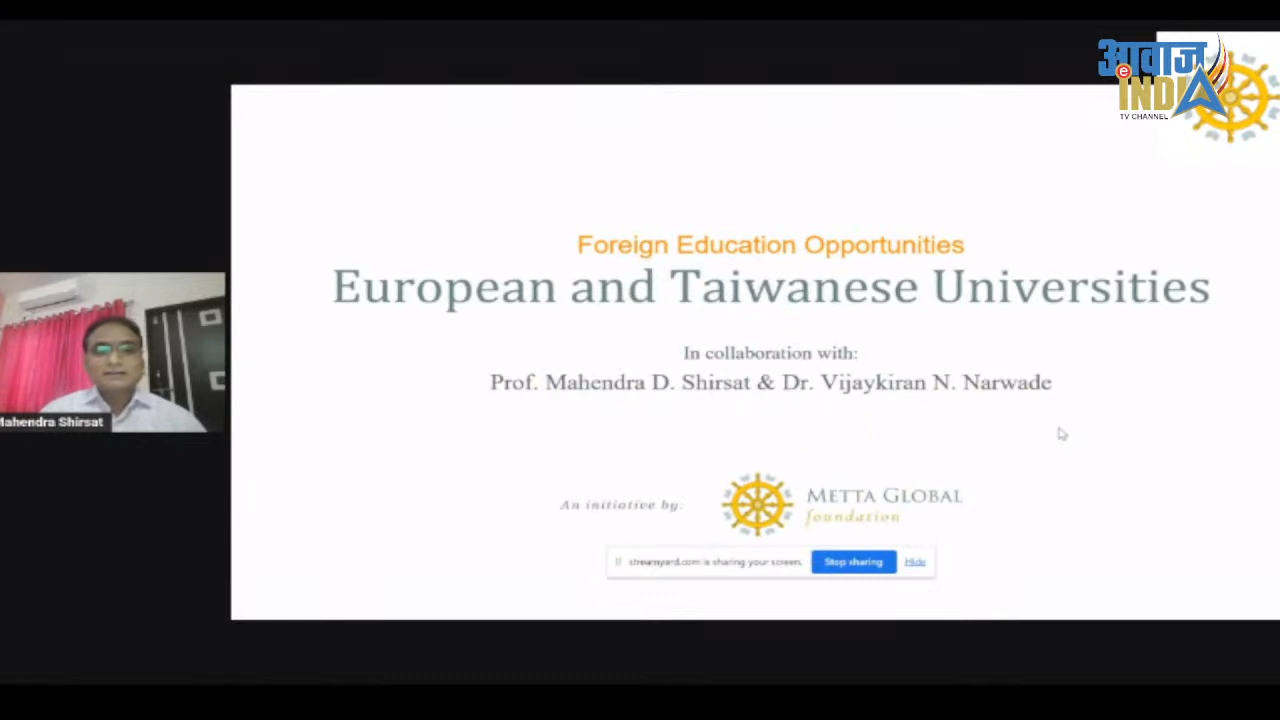 आवाज
e
INDIA
TV CHANNEL
Foreign Education Opportunities
European and Taiwanese Universities
In collaboration with:
Prof. Mahendra D. Shirsat & Dr. Vijaykiran N. Narwade
Mahendra Shirsat
An initiative by:
METTA GLOBAL
foundation
streamyard.com is sharing your screen.
Stop sharing
Hide